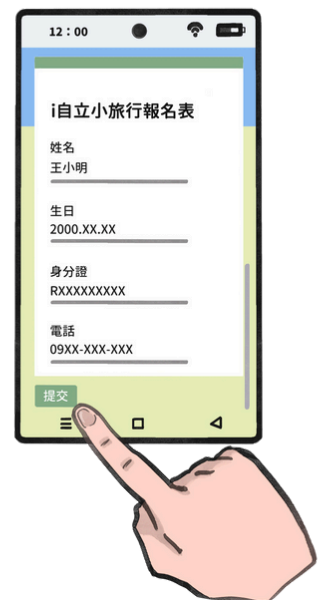 12：00
i自立小旅行報名表
姓名
王小明
生日
2000.XX.XX
身分證
RXXXXXXXXX
電話
09XX-XXX-XXX
提交